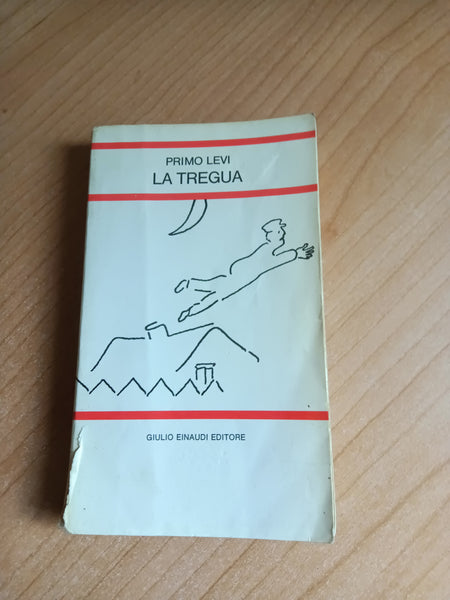 PRIMO LEVI
LA TREGUA
GIULIO EINAUDI EDITORE